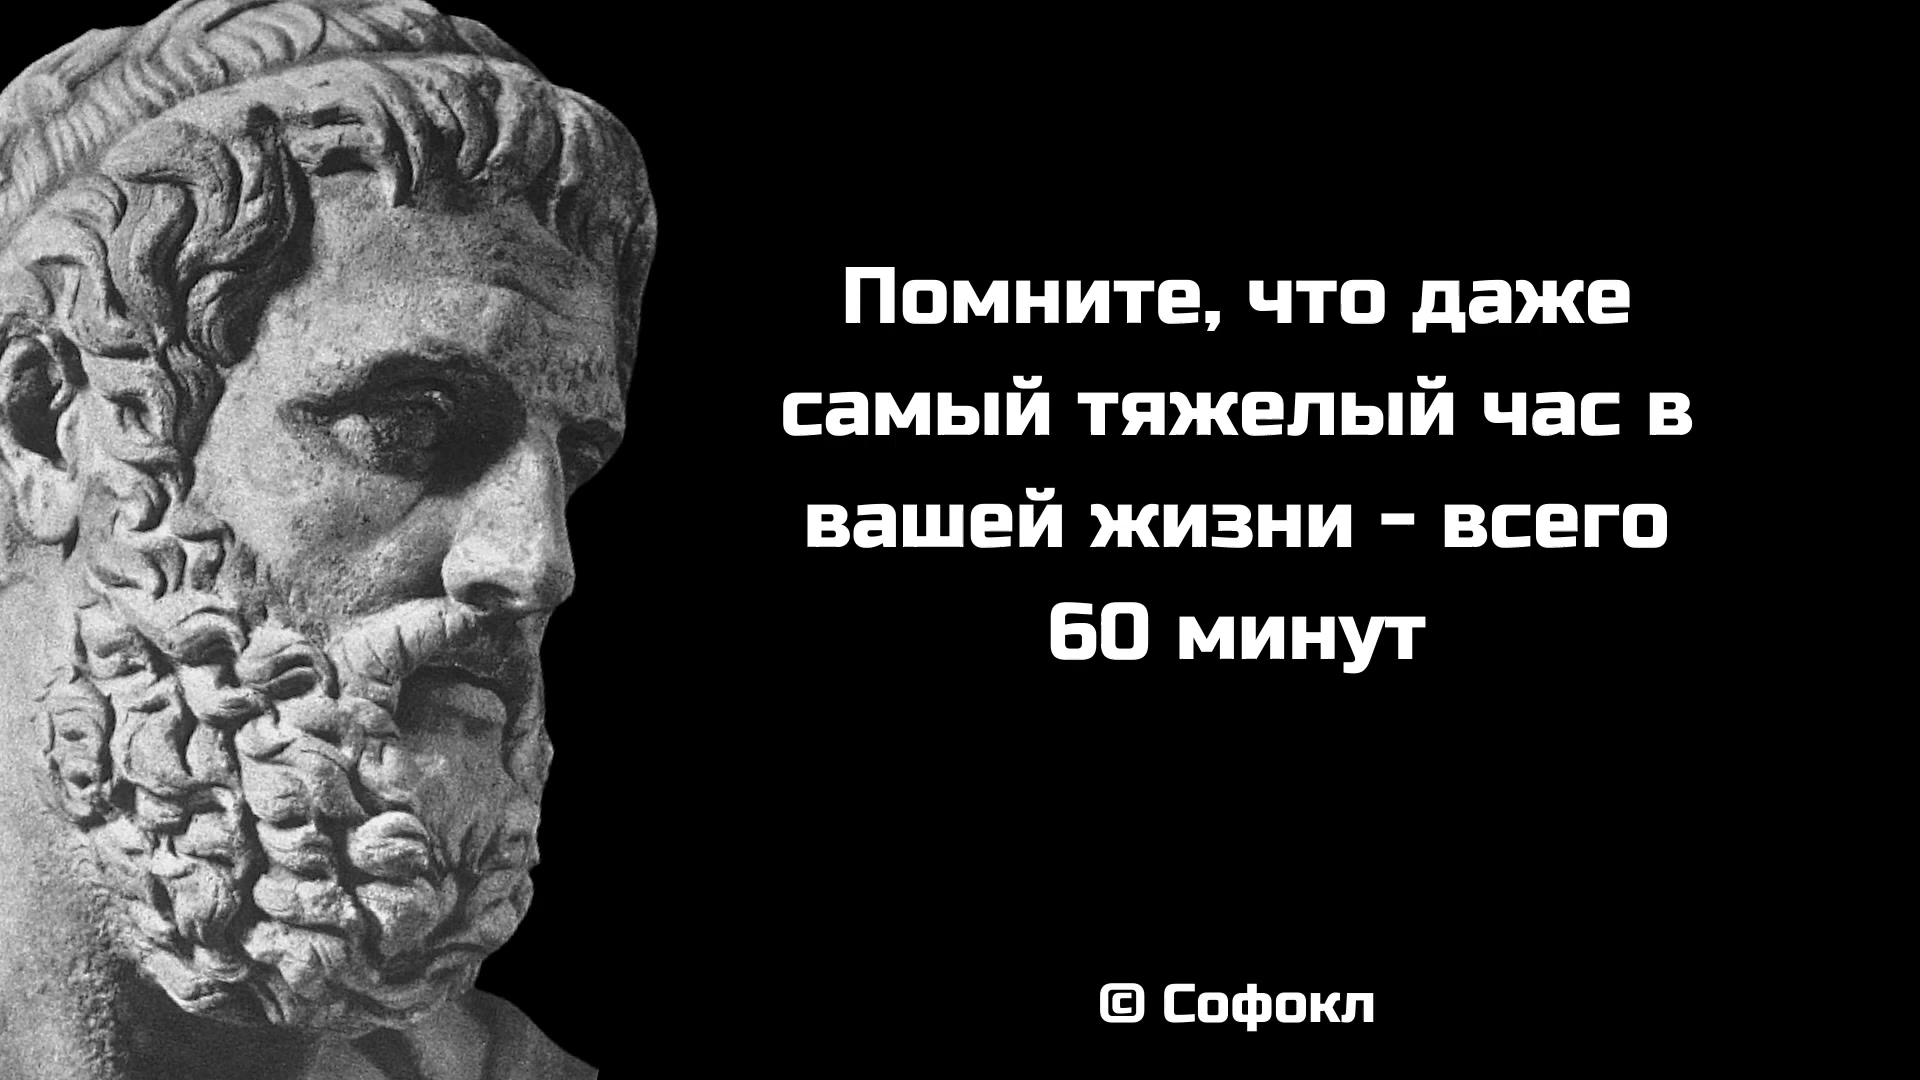 Помните, что даже
самый тяжелый час в
вашей жизни - всего
60 минут
© Софокл